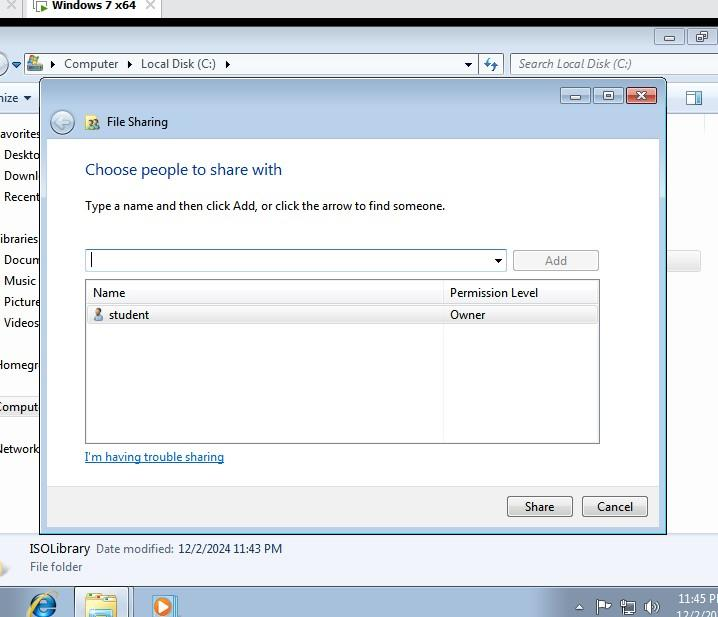 Windows 7 x64
Computer Local Disk (C:) Search Local Disk (C:)
nize
File Sharing
avorites
Choose people to share with
Deskto
Downl
Type a name and then click Add, or click the arrow to find someone.
Recent
ibraries
Add
Docum
Music
Name Permission Level
Picture
student Owner
Videos
Homegr
Comput
Network
I'm having trouble sharing
Share Cancel
ISOLibrary Date modified: 12/2/2024 11:43 PM
File folder
11:45 P
12/2/20